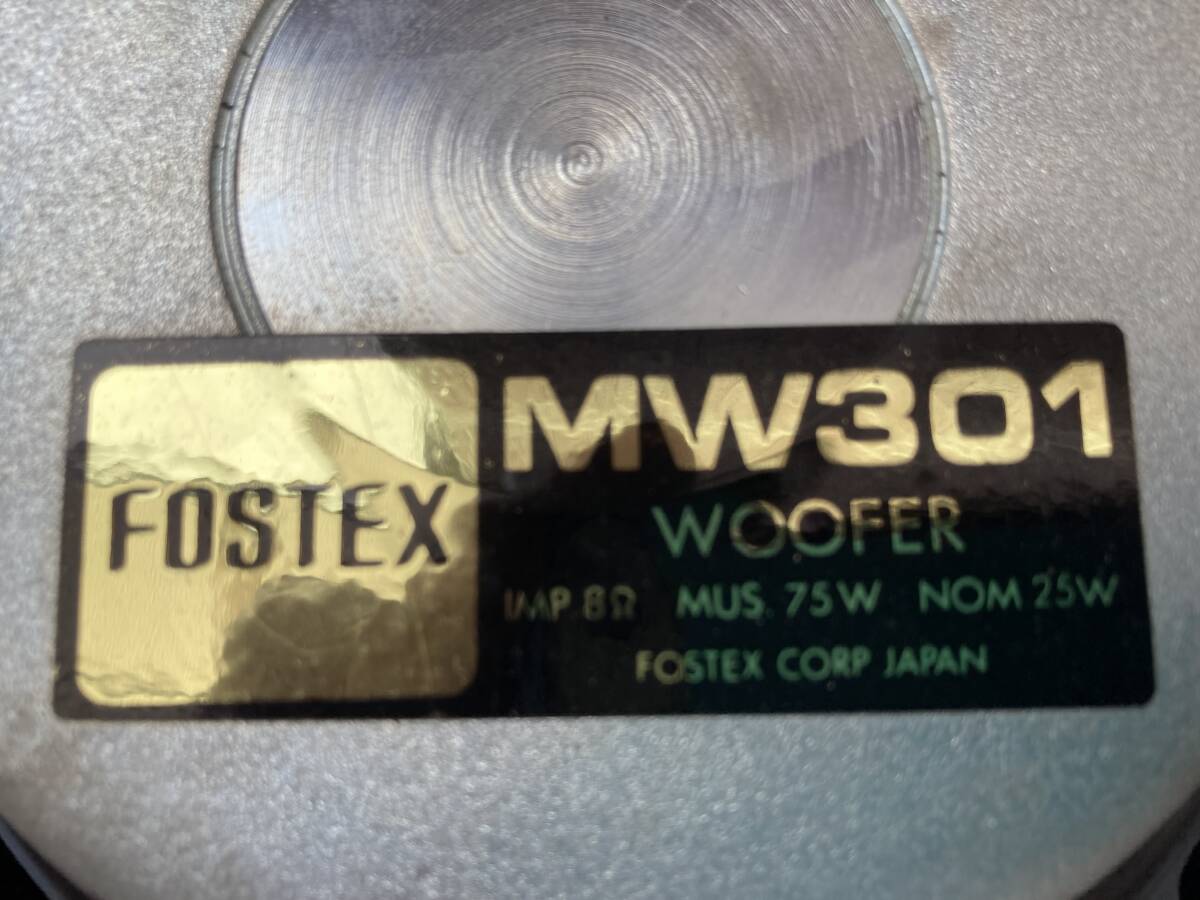 FOSTEX
MW301
WOOFER
IMP. 8Ω MUS. 75W NOM 25W
FOSTEX CORP JAPAN